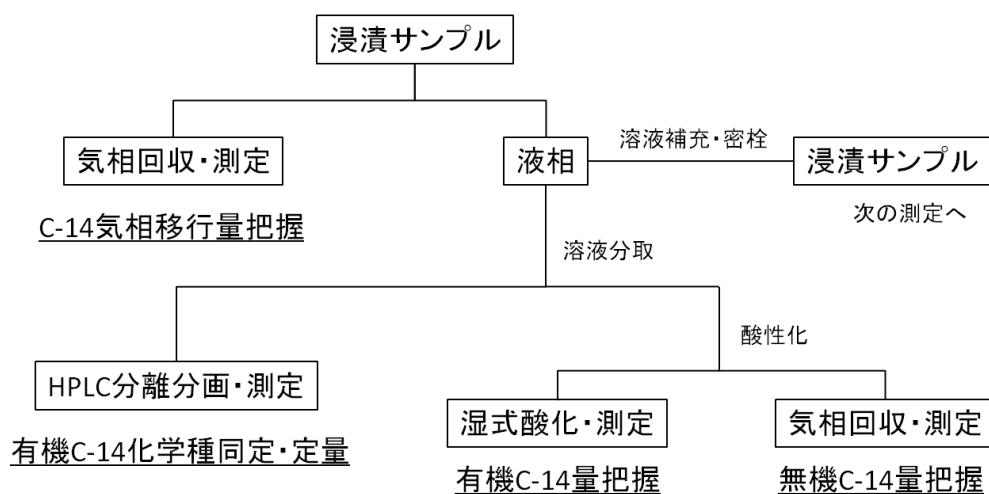 浸漬サンプル
気相回収・測定
液相
溶液補充・密栓
浸漬サンプル
C-14気相移行量把握
次の測定へ
溶液分取
酸性化
HPLC分離分画・測定
湿式酸化・測定
気相回収・測定
有機C-14化学種同定・定量
有機C-14量把握
無機C-14量把握